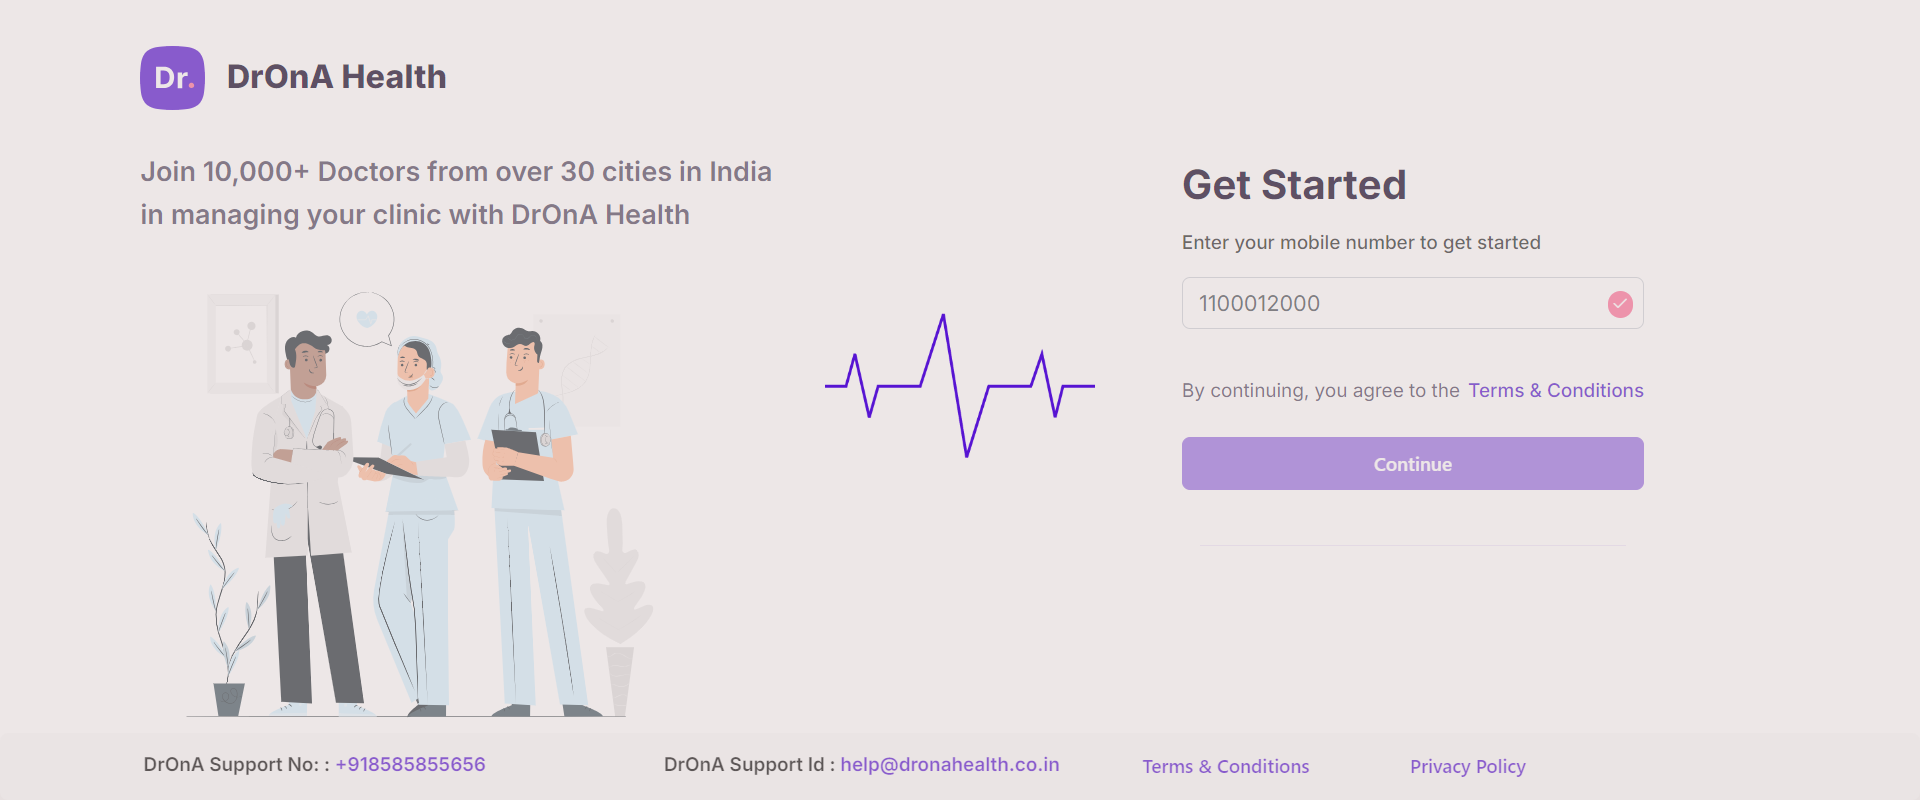 Dr.
DrOnA Health
Join 10,000+ Doctors from over 30 cities in India
in managing your clinic with DrOnA Health
Get Started
Enter your mobile number to get started
1100012000
By continuing, you agree to the Terms & Conditions
Continue
DrOnA Support No: : +918585855656
DrOnA Support Id : help@dronahealth.co.in
Terms & Conditions
Privacy Policy